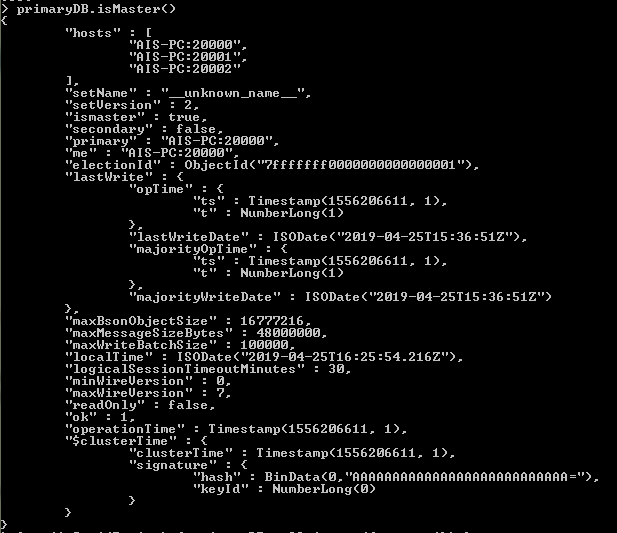 > primaryDB.isMaster()
{
"hosts" : [
"AIS-PC:20000",
"AIS-PC:20001",
"AIS-PC:20002"
],
"setName" : "__unknown_name__",
"setVersion" : 2,
"ismaster" : true,
"secondary" : false,
"primary" : "AIS-PC:20000",
"me" : "AIS-PC:20000",
"electionId" : ObjectId("7fffffff0000000000000001"),
"lastWrite" : {
"opTime" : {
"ts" : Timestamp(1556206611, 1),
"t" : NumberLong(1)
},
"lastWriteDate" : ISODate("2019-04-25T15:36:51Z"),
"majorityOpTime" : {
"ts" : Timestamp(1556206611, 1),
"t" : NumberLong(1)
},
"majorityWriteDate" : ISODate("2019-04-25T15:36:51Z")
},
"maxBsonObjectSize" : 16777216,
"maxMessageSizeBytes" : 48000000,
"maxWriteBatchSize" : 100000,
"localTime" : ISODate("2019-04-25T16:25:54.216Z"),
"logicalSessionTimeoutMinutes" : 30,
"minWireVersion" : 0,
"maxWireVersion" : 7,
"readOnly" : false,
"ok" : 1,
"operationTime" : Timestamp(1556206611, 1),
"$clusterTime" : {
"clusterTime" : Timestamp(1556206611, 1),
"signature" : {
"hash" : BinData(0,"AAAAAAAAAAAAAAAAAAAAAAAAAAA="),
"keyId" : NumberLong(0)
}
}
}